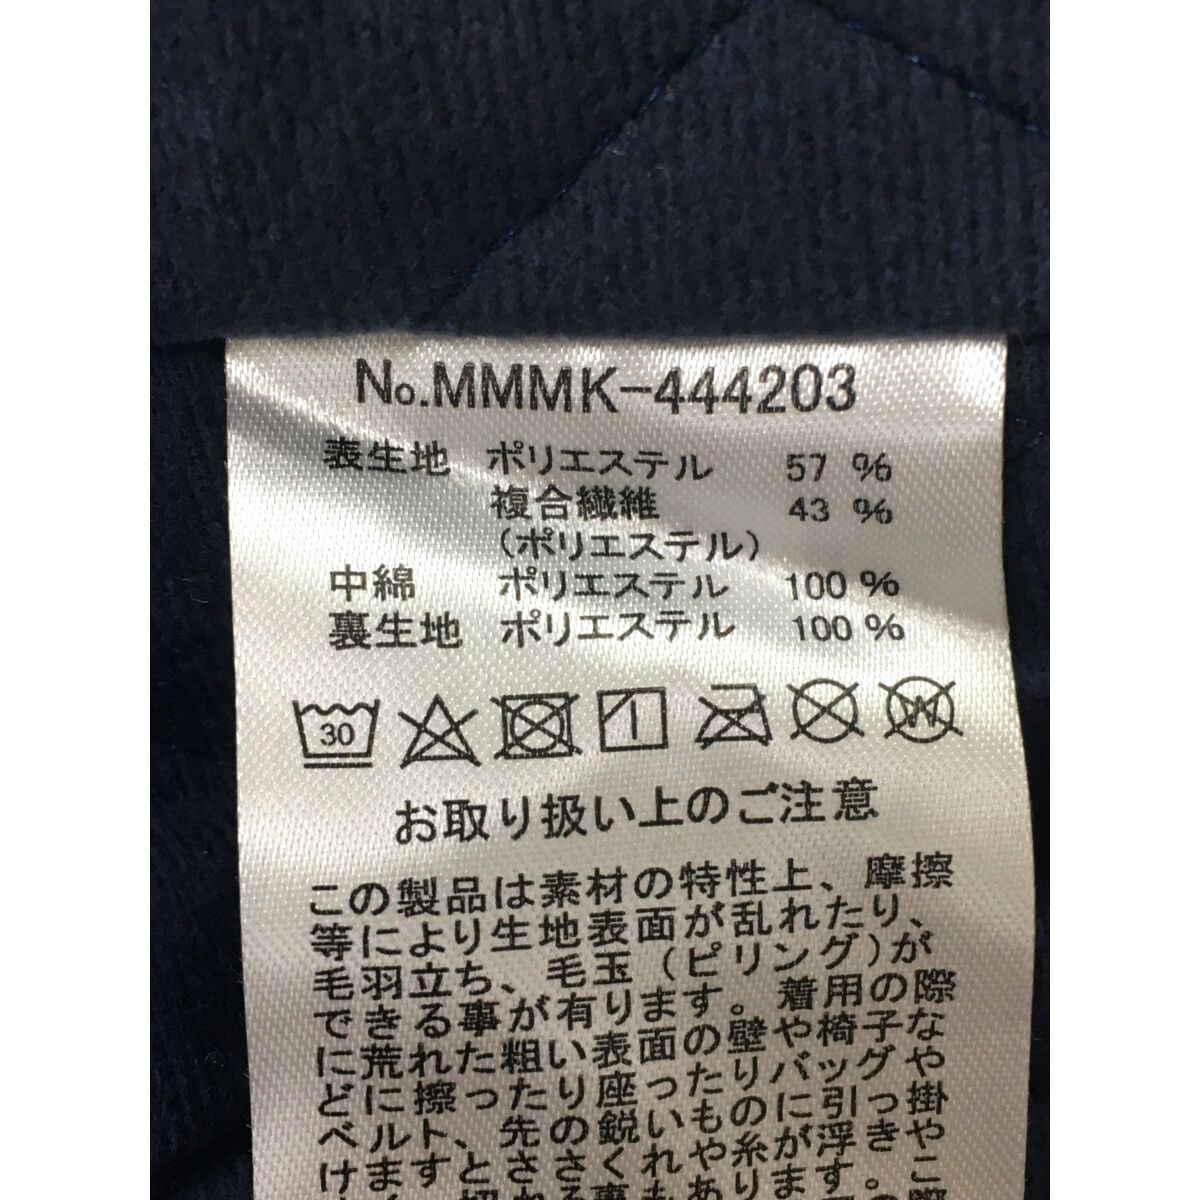 No.MMMK-444203
表生地 ポリエステル 57 %
複合繊維 43 %
(ポリエステル)
中綿 ポリエステル 100 %
裏生地 ポリエステル 100 %
30
W
お取り扱い上のご注意
この製品は素材の特性上、摩擦
等により生地表面が乱れたり、
毛羽立ち、毛玉(ピリング)が
できる事が有ります。着用の際
に荒れた粗い表面の壁や椅子な
どに擦ったり座ったりバッグや
ベルト、先の鋭いもの に引っ掛
けますとささくれや糸が浮き